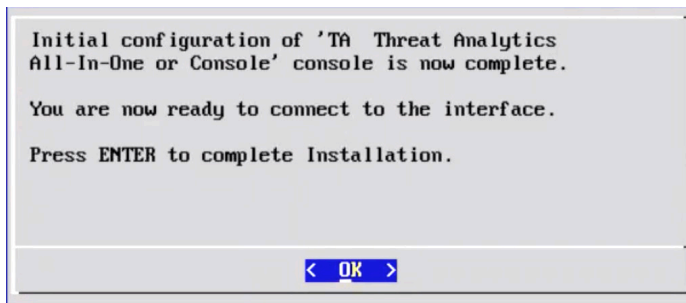 Initial configuration of 'TA  Threat Analytics
All-In-One or Console' console is now complete.
You are now ready to connect to the interface.
Press ENTER to complete Installation.
< OK >